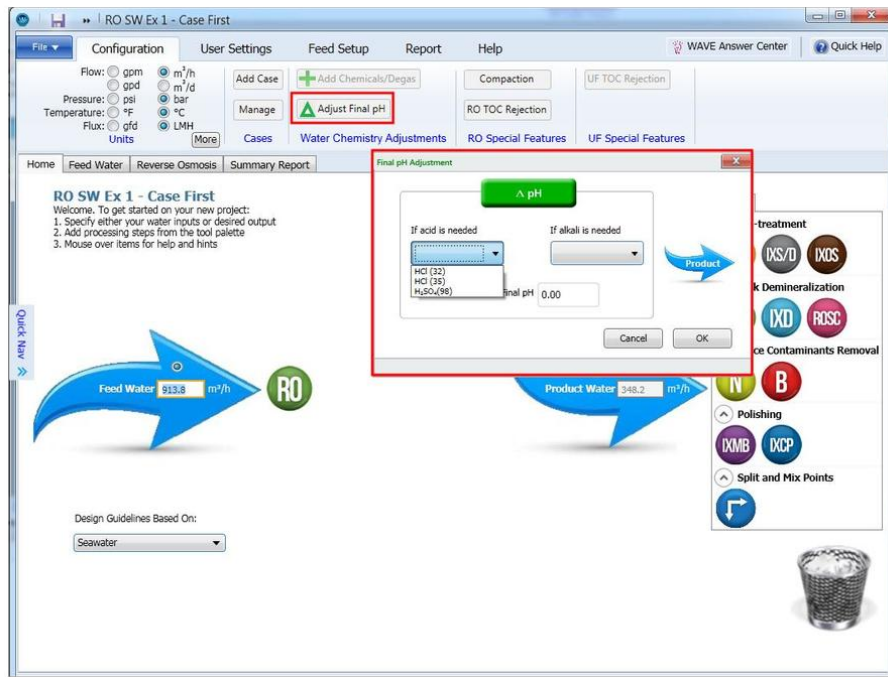 RO SW Ex 1 - Case First
File
Configuration
User Settings
Feed Setup
Report
Help
WAVE Answer Center
Quick Help
Flow: gpm m³/h
gpd m³/d
Pressure: psi bar
Temperature: °F °C
Flux: gfd LMH
Units
More
Add Case
Manage
Cases
Add Chemicals/Degas
Adjust Final pH
Water Chemistry Adjustments
Compaction
RO TOC Rejection
RO Special Features
UF TOC Rejection
UF Special Features
Home
Feed Water
Reverse Osmosis
Summary Report
RO SW Ex 1 - Case First
Welcome. To get started on your new project:
1. Specify either your water inputs or desired output
2. Add processing steps from the tool palette
3. Mouse over items for help and hints
Quick Nav
Feed Water 913.8 m³/h
RO
Product Water 348.2 m³/h
Design Guidelines Based On:
Seawater
Final pH Adjustment
Δ pH
If acid is needed
If alkali is needed
HCl (32)
HCl (35)
H₂SO₄(98)
Final pH 0.00
Product
Cancel
OK
-treatment
IXS/D
IXOS
Demineralization
IXD
ROSC
Contaminants Removal
N
B
Polishing
IXMB
IXCP
Split and Mix Points